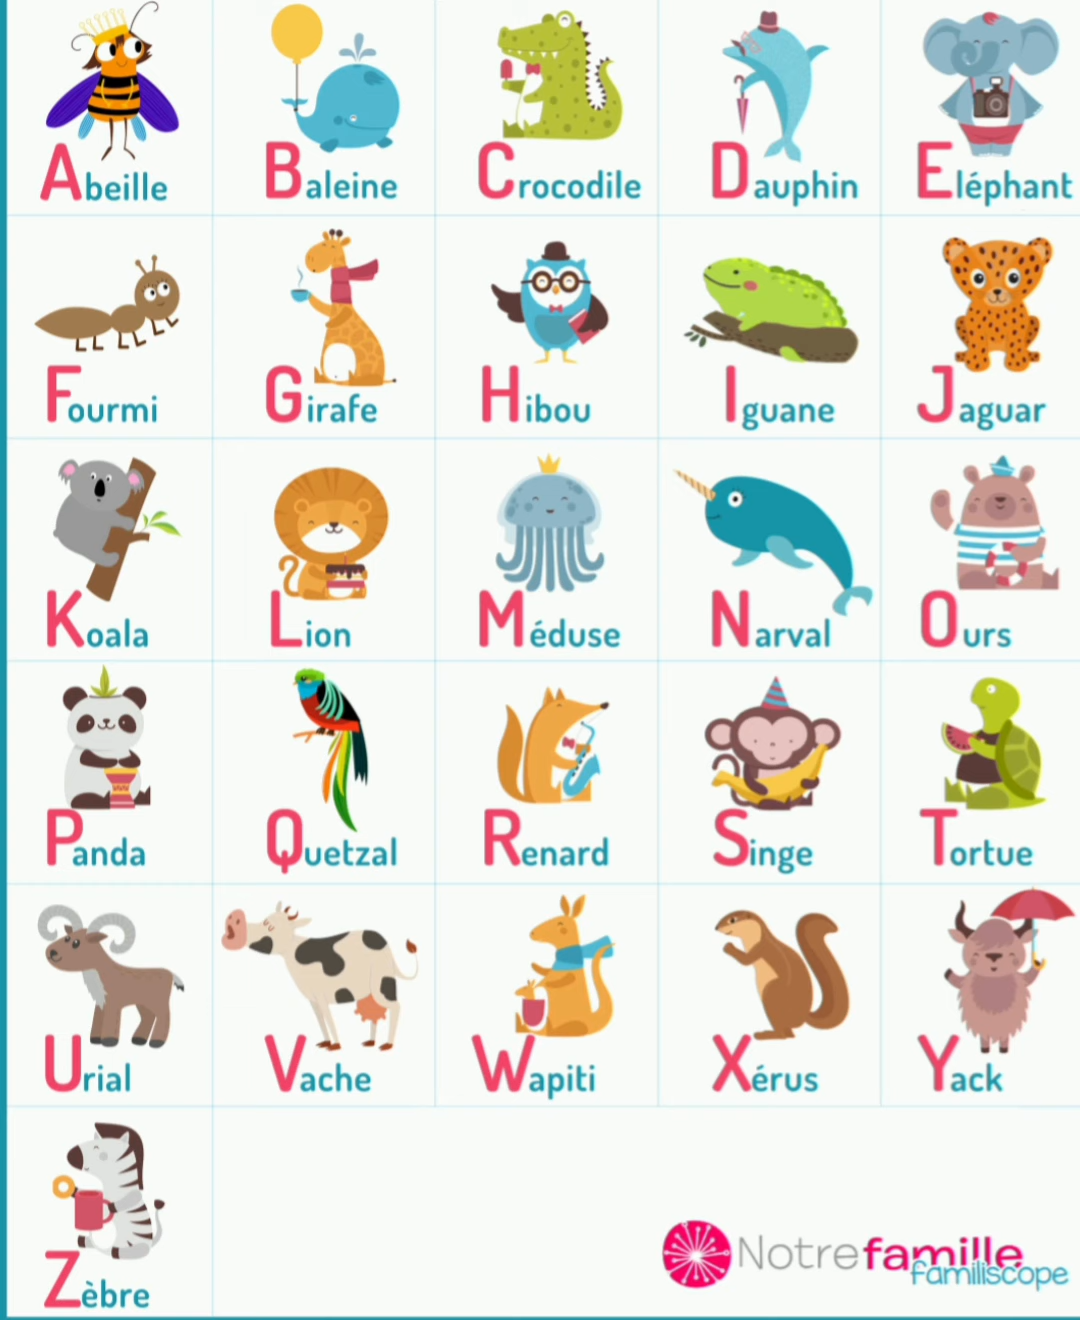 Abeille
Baleine
Crocodile
Dauphin
Eléphant
Fourmi
Girafe
Hibou
Iguane
Jaguar
Koala
Lion
Méduse
Narval
Ours
Panda
Quetzal
Renard
Singe
Tortue
Urial
Vache
Wapiti
Xérus
Yack
Zèbre
Notrefamille
familiscope